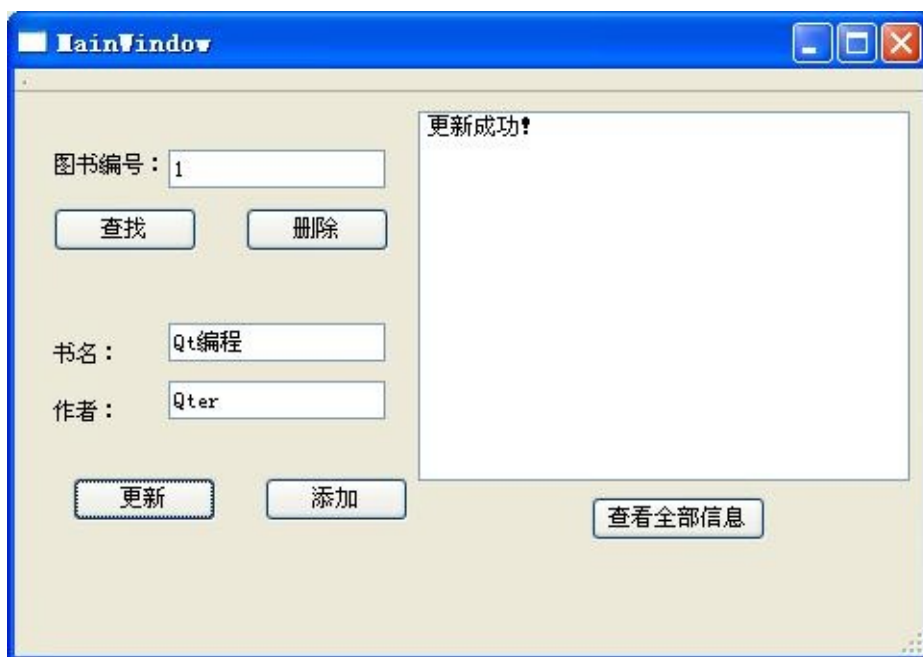 MainWindow
更新成功!
图书编号：1
查找 删除
书名： Qt编程
作者： Qter
更新 添加
查看全部信息